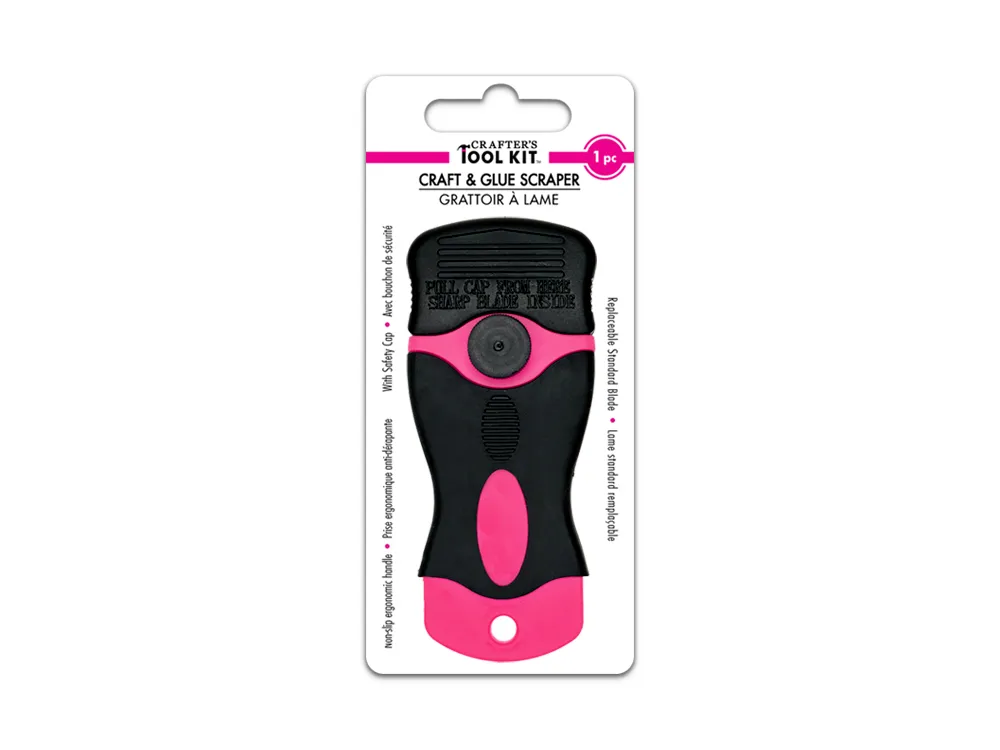 CRAFTER'S
TOOL KIT™
1 pc
CRAFT & GLUE SCRAPER
GRATTOIR À LAME
PULL CAP FROM HERE
SHARP BLADE INSIDE
Non-slip ergonomic handle • Prise ergonomique anti-dérapante
With Safety Cap • Avec bouchon de sécurité
Replaceable Standard Blade • Lame standard remplaçable